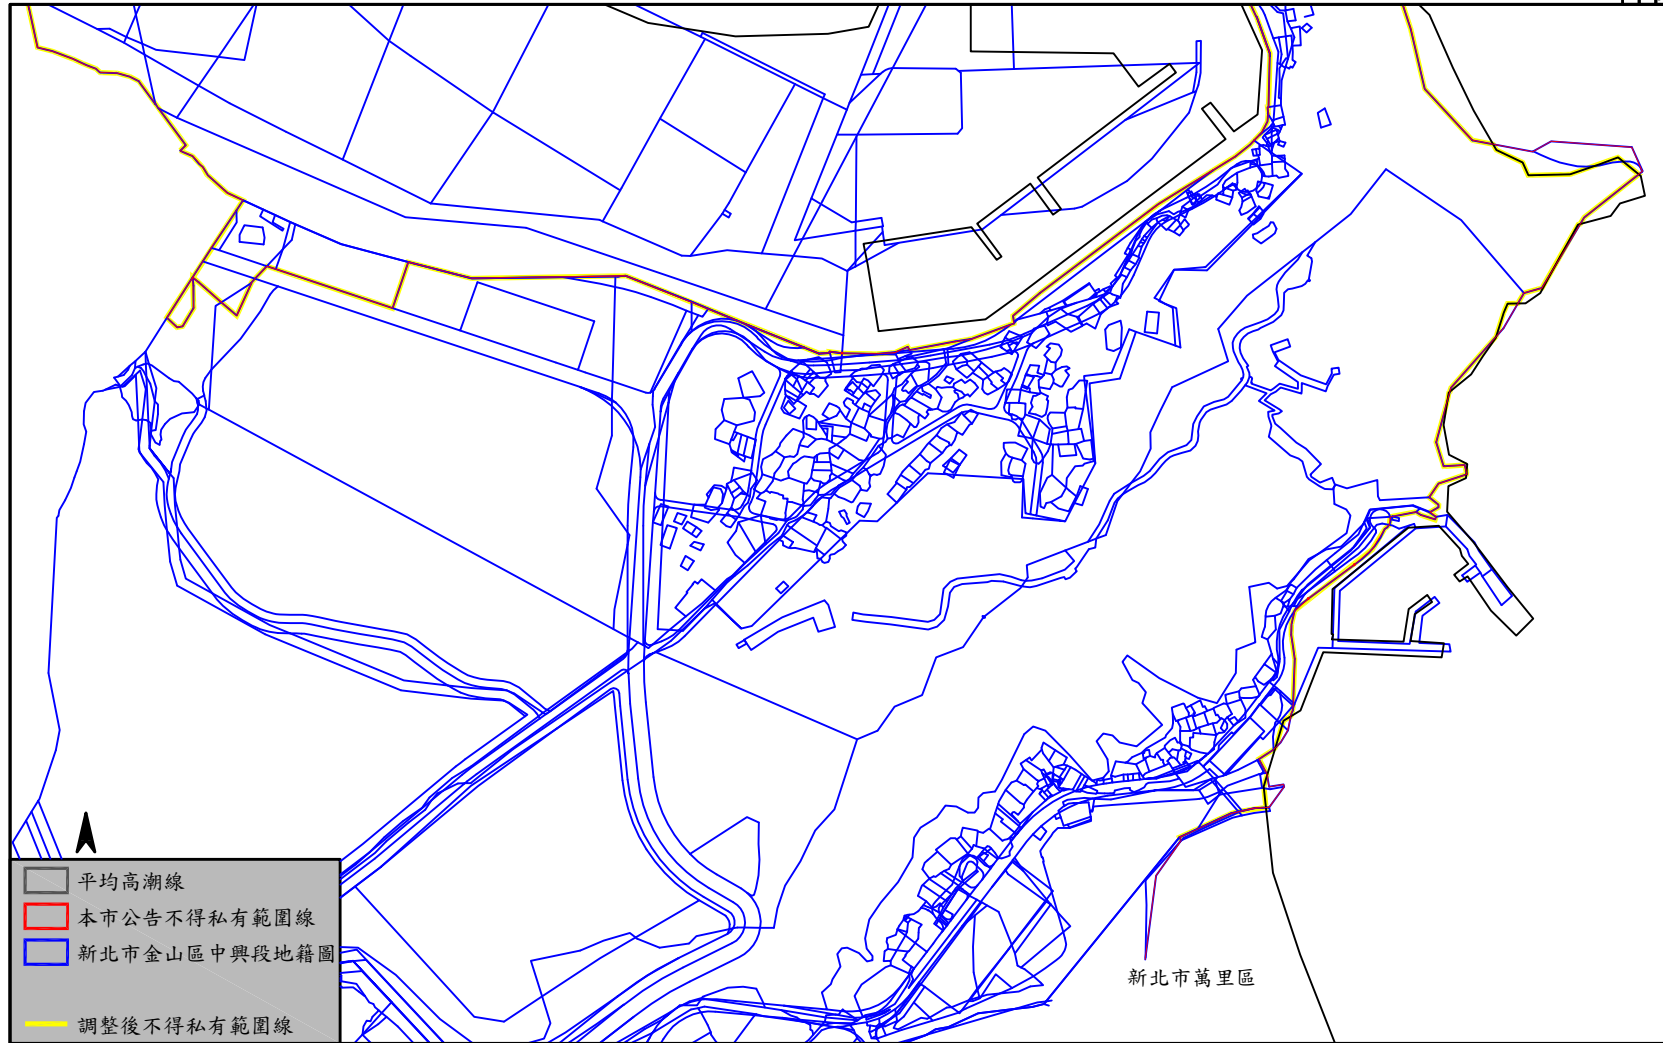 平均高潮線
本市公告不得私有範圍線
新北市金山區中興段地籍圖
調整後不得私有範圍線
新北市萬里區